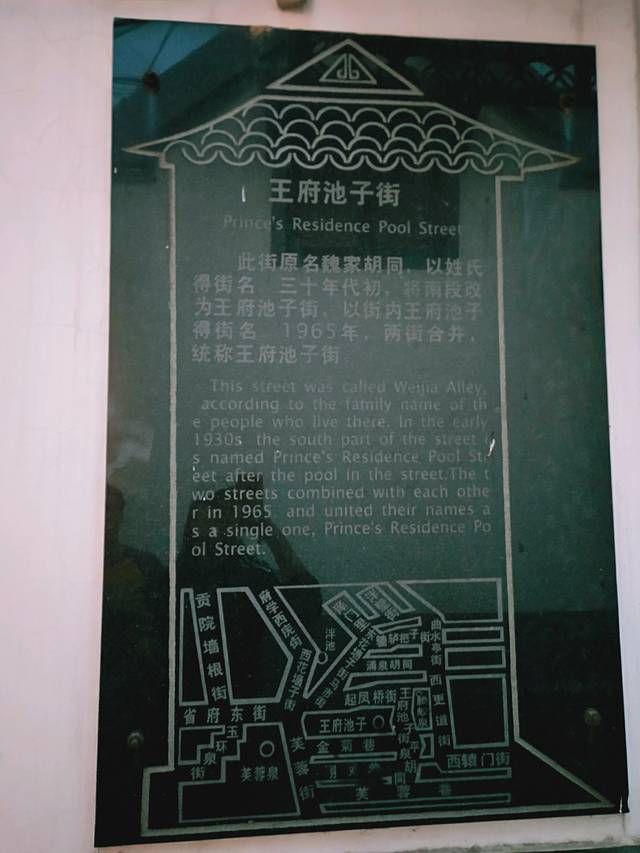 王府池子街
Prince's Residence Pool Street
此街原名魏家胡同，以姓氏
得街名。三十年代初，将南段改
为王府池子街，以街内王府池子
得街名。1965年，两街合并，
统称王府池子街。
This street was called Weijia Alley,
according to the family name of th
e people who live there. In the early
1930s the south part of the street i
s named Prince's Residence Pool Str
eet after the pool in the street.The t
wo streets combined with each othe
r in 1965 and united their names a
s a single one, Prince's Residence Po
ol Street.
贡院墙根街
府学西庑街
西花墙子街
泮池
曲水亭街
涌泉胡同
起凤桥街
西更道街
省府东街
王府池子
王府池子街
玉环泉街
芙蓉泉
芙蓉街
金菊巷
西辕门街
芙蓉巷